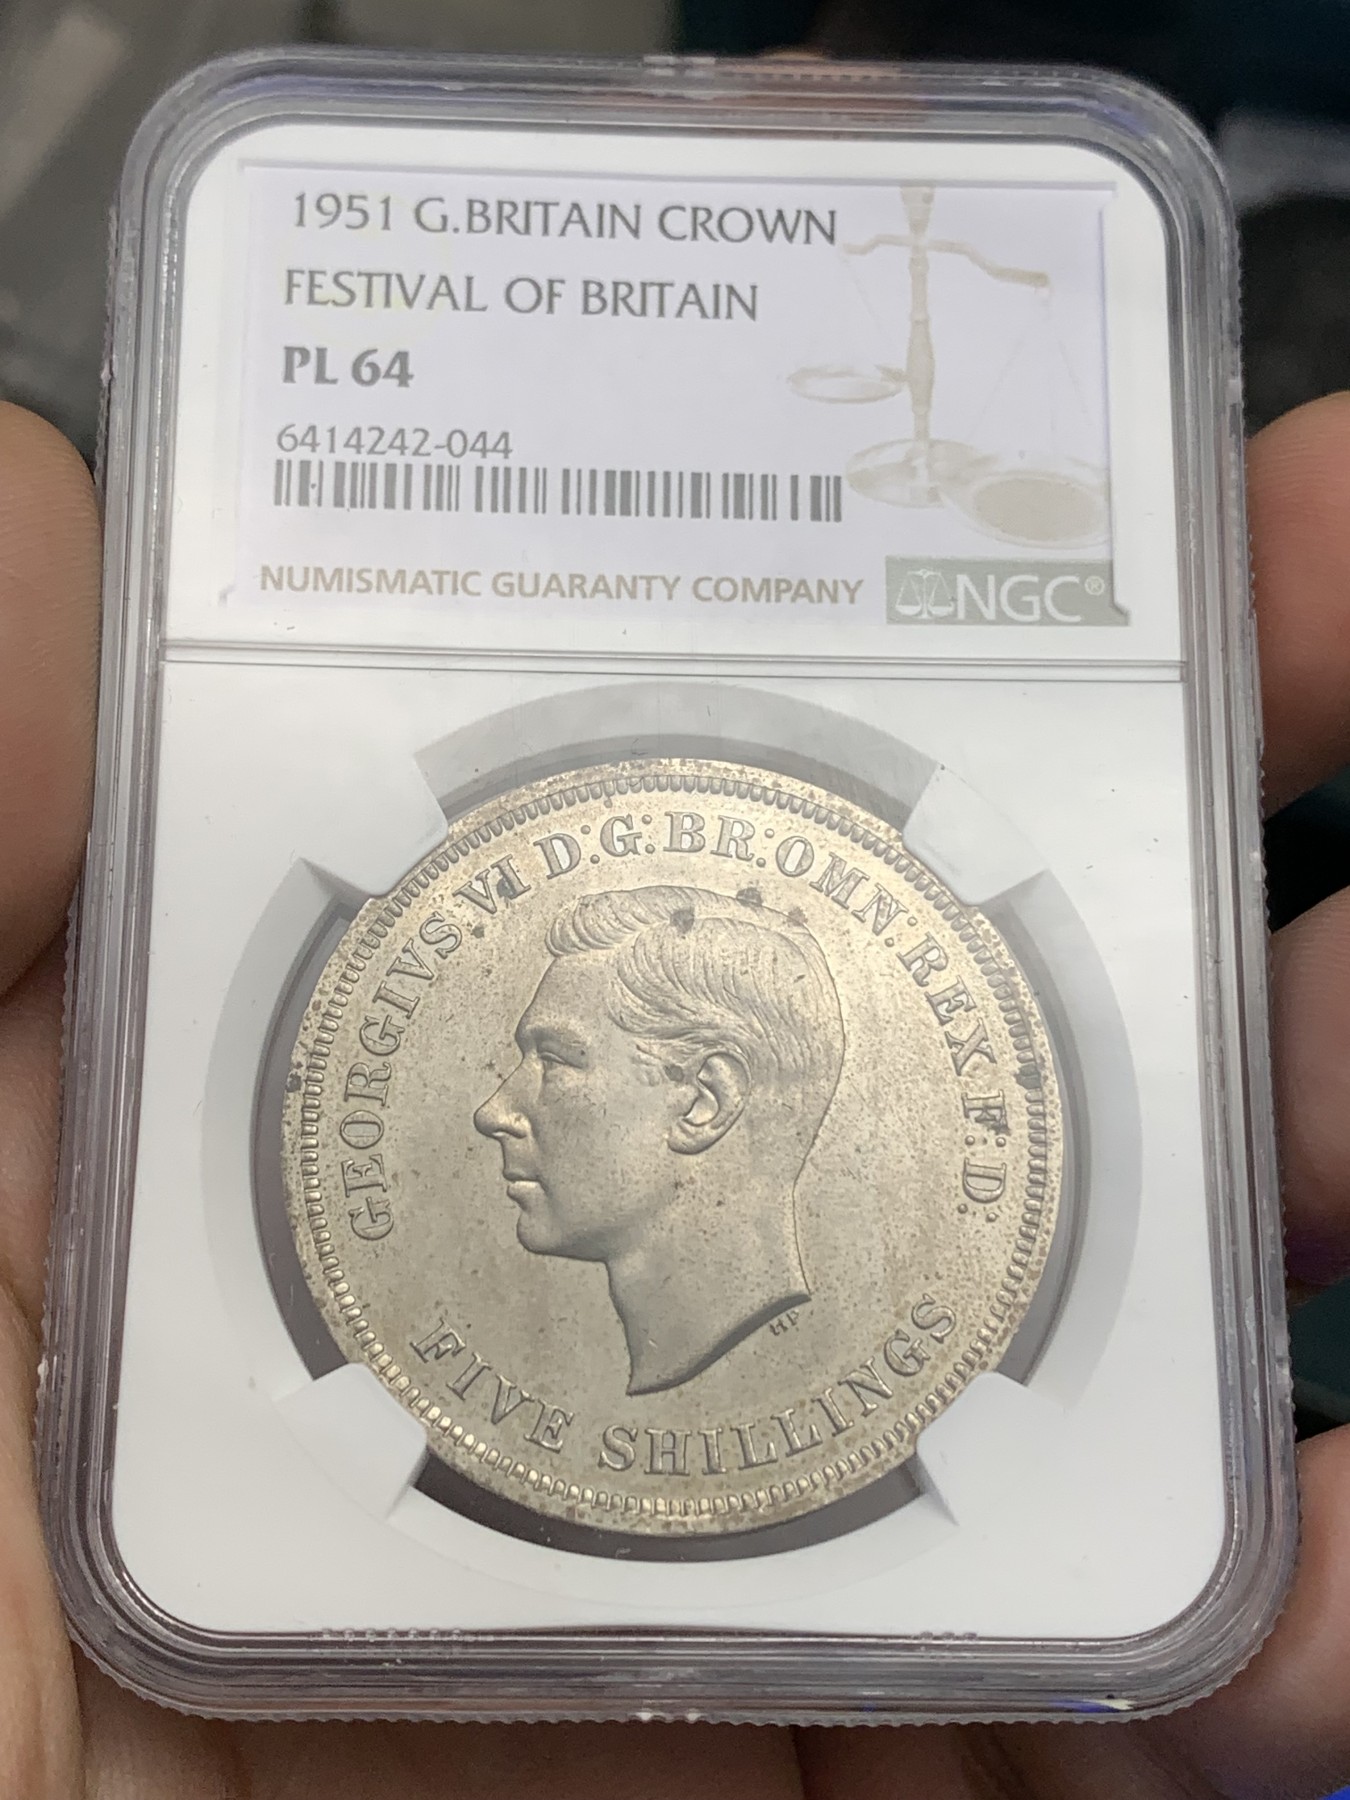 1951 G.BRITAIN CROWN
FESTIVAL OF BRITAIN
PL 64
6414242-044
NUMISMATIC GUARANTY COMPANY
NGC®
GEORGIVS VI D:G:BR:OMN:REX F:D:
HP
FIVE SHILLINGS